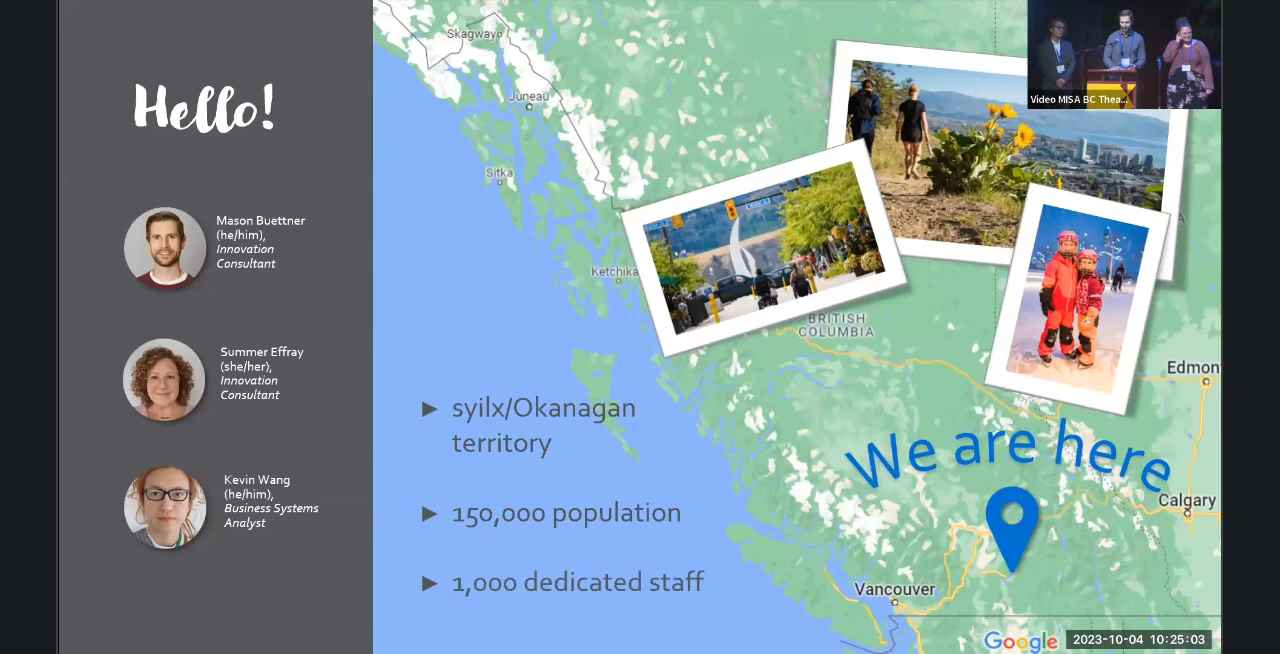 Hello!
Mason Buettner
(he/him),
Innovation
Consultant
Summer Effray
(she/her),
Innovation
Consultant
Kevin Wang
(he/him),
Business Systems
Analyst
Skagway
Juneau
Sitka
Ketchika
BRITISH
COLUMBIA
Edmon
Calgary
Vancouver
► syilx/Okanagan
territory
► 150,000 population
► 1,000 dedicated staff
We are here
Video MISA BC Thea...
Google
2023-10-04 10:25:03